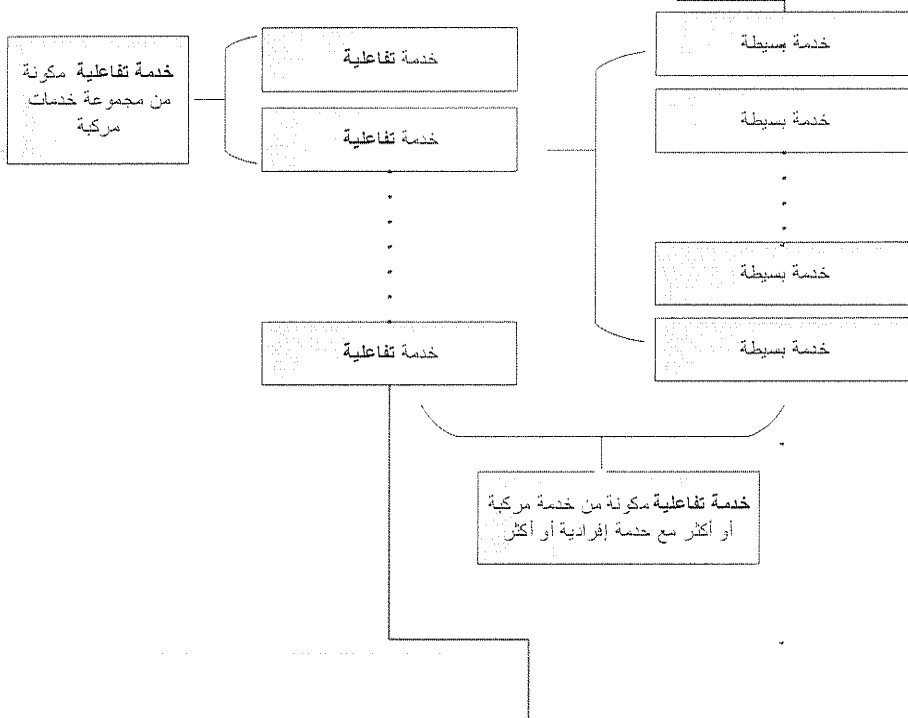 خدمة بسيطة
خدمة بسيطة
خدمة بسيطة
خدمة بسيطة
خدمة تفاعلية
خدمة تفاعلية
خدمة تفاعلية
خدمة تفاعلية مكونة
من مجموعة خدمات
مركبة
خدمة تفاعلية مكونة من خدمة مركبة
أو أكثر مع حدمة إفرادية أو أكثر